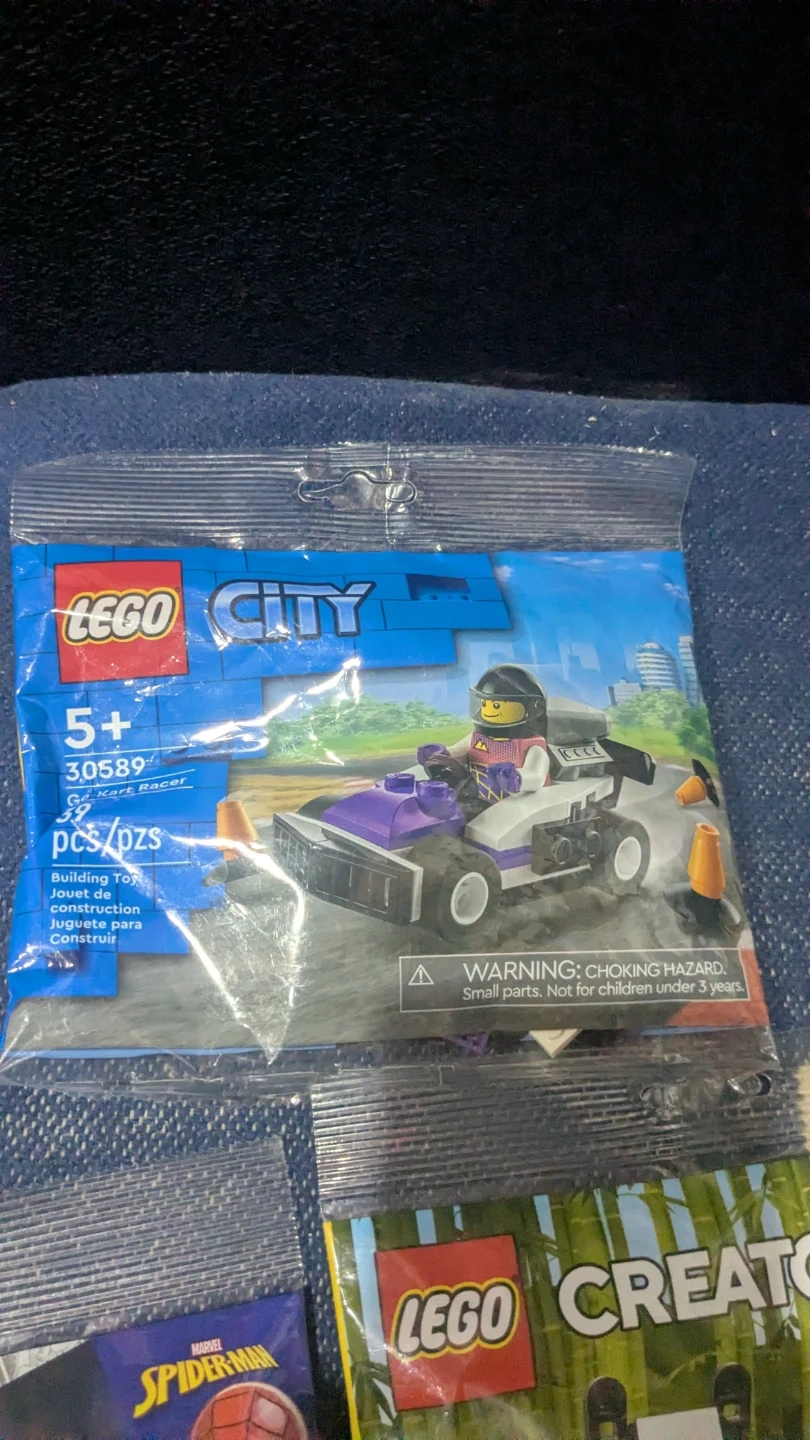 LEGO
CITY
5+
30589
Go-Kart Racer
39
pcs/pzs
Building Toy
Jouet de
construction
Juguete para
Construir
WARNING: CHOKING HAZARD.
Small parts. Not for children under 3 years.
MARVEL
SPIDER-MAN
LEGO
CREATO